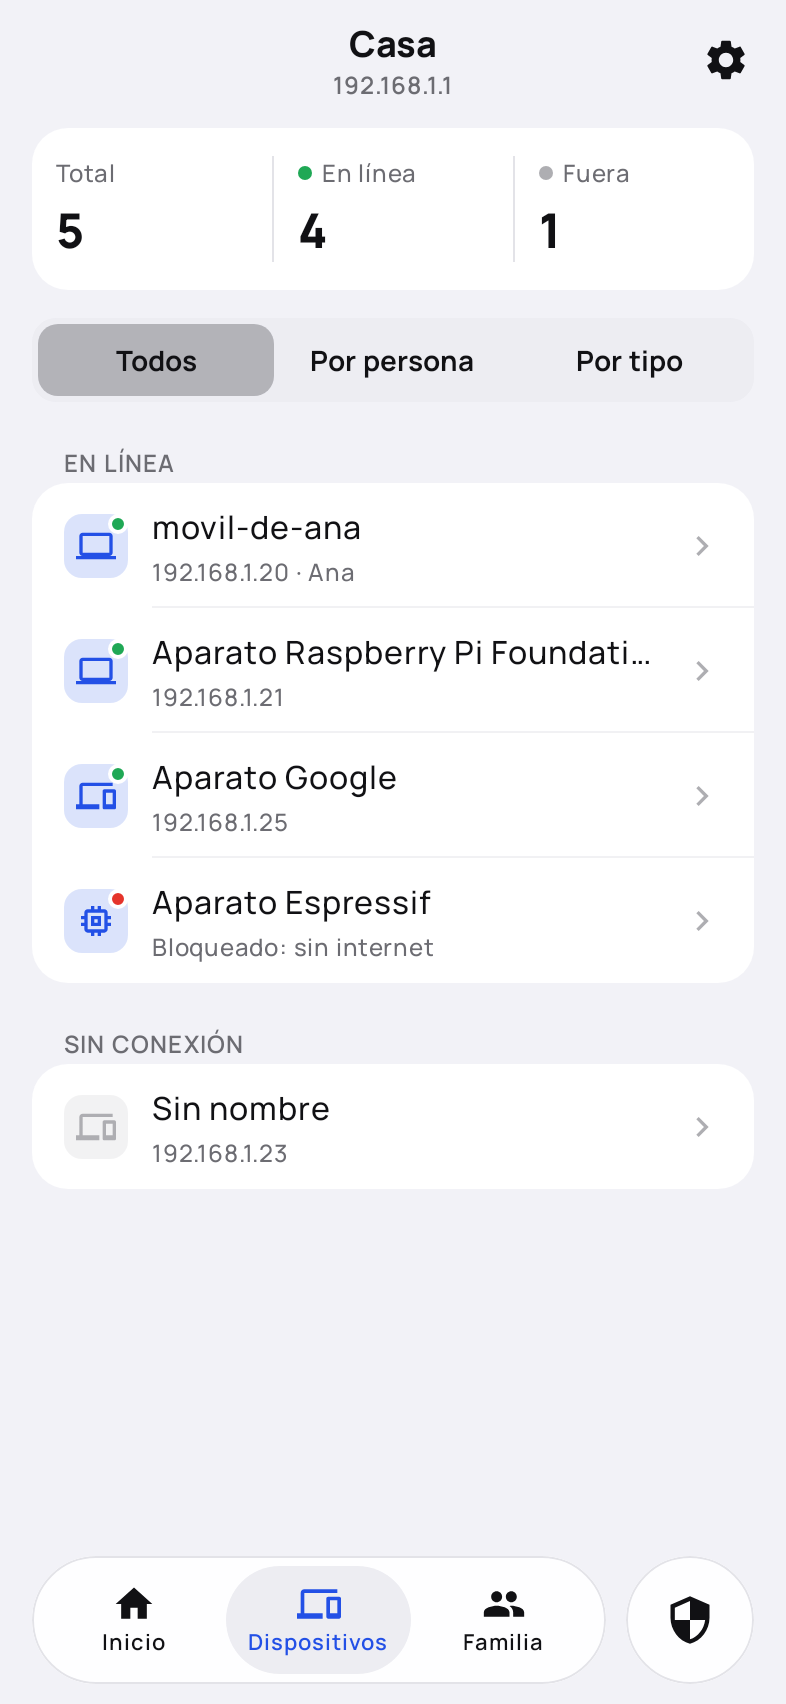 Casa
192.168.1.1
Total
En línea
Fuera
5
4
1
Todos
Por persona
Por tipo
EN LÍNEA
movil-de-ana
192.168.1.20 · Ana
Aparato Raspberry Pi Foundati...
192.168.1.21
Aparato Google
192.168.1.25
Aparato Espressif
Bloqueado: sin internet
SIN CONEXIÓN
Sin nombre
192.168.1.23
Inicio
Dispositivos
Familia